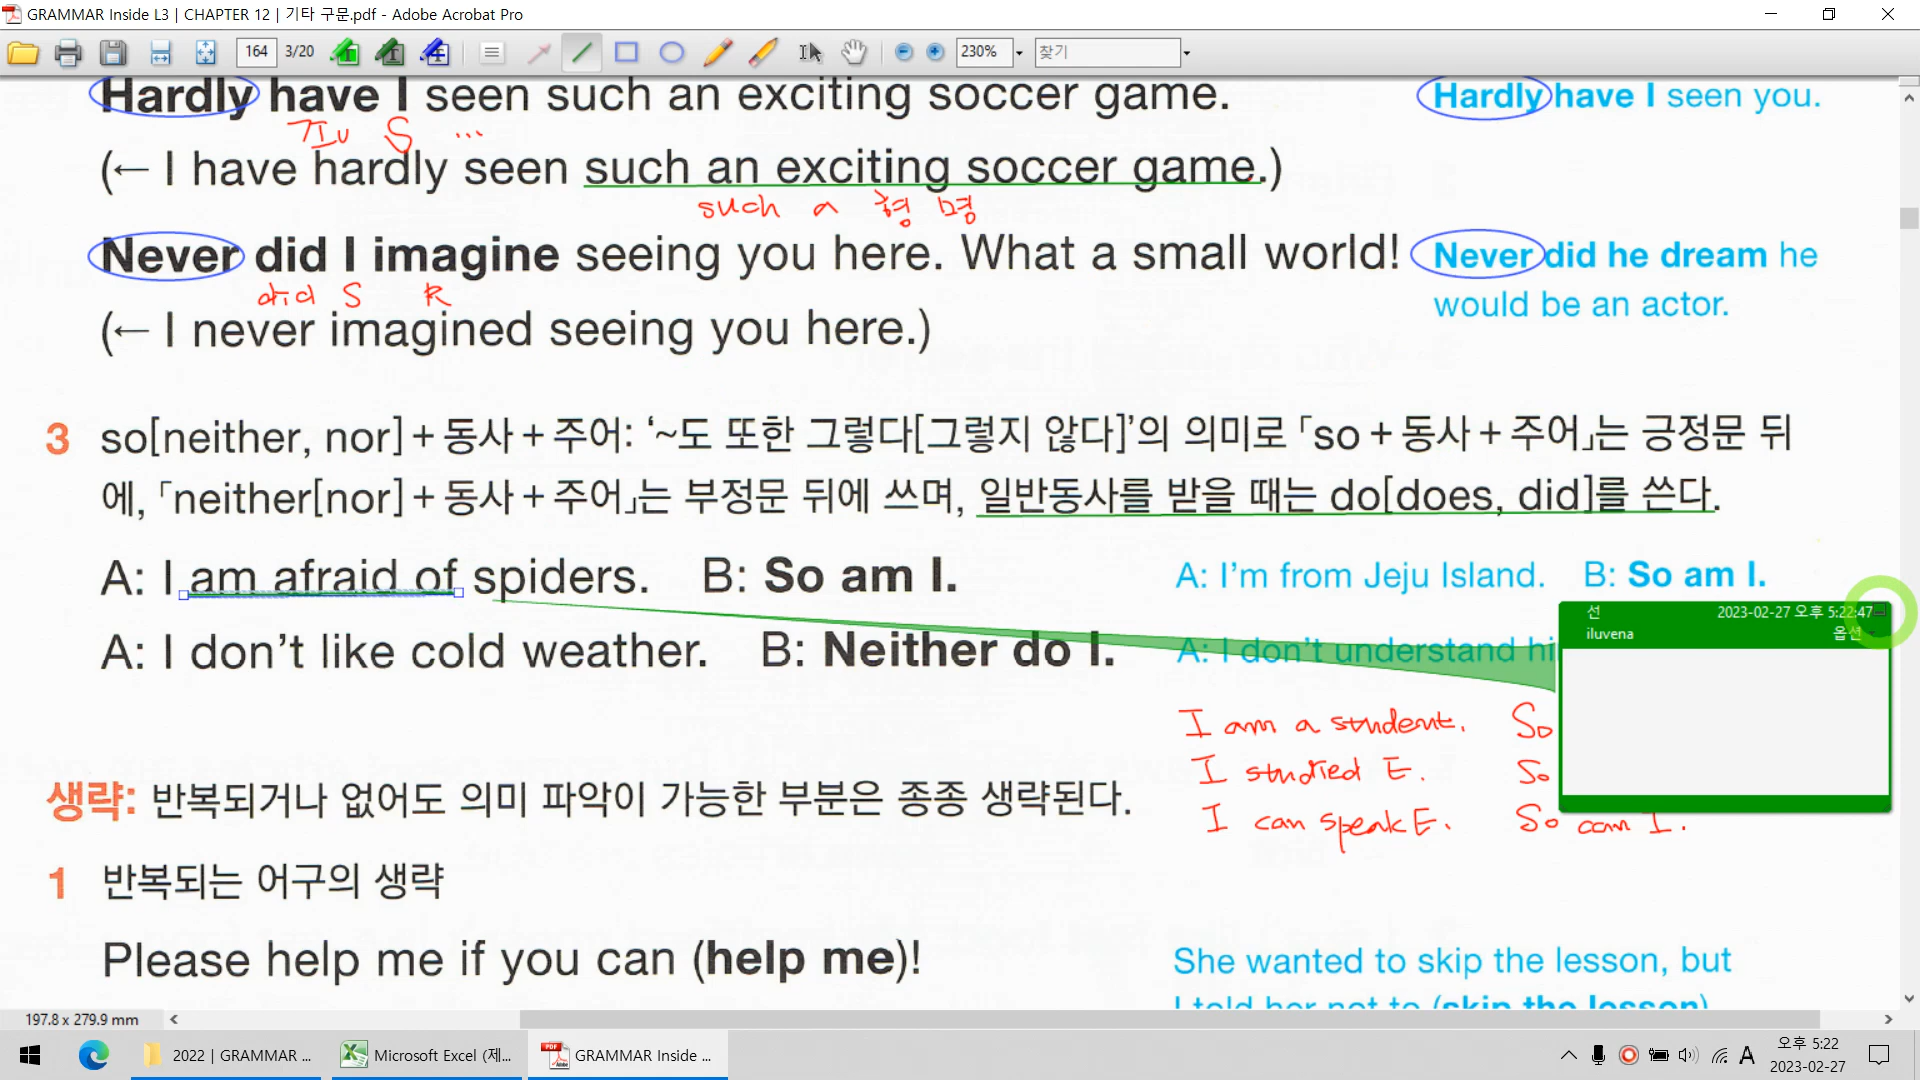 GRAMMAR Inside L3 | CHAPTER 12 | 기타 구문.pdf - Adobe Acrobat Pro
164 3/20 230% 찾기
Hardly have I seen such an exciting soccer game.
Hardly have I seen you.
S ...
(← I have hardly seen such an exciting soccer game.)
such a 형 명
Never did I imagine seeing you here. What a small world!
Never did he dream he
would be an actor.
did S R
(← I never imagined seeing you here.)
3 so[neither, nor] + 동사 + 주어: ‘~도 또한 그렇다[그렇지 않다]’의 의미로 「so + 동사 + 주어」는 긍정문 뒤
에, 「neither[nor] + 동사 + 주어」는 부정문 뒤에 쓰며, 일반동사를 받을 때는 do[does, did]를 쓴다.
A: I am afraid of spiders. B: So am I.
A: I'm from Jeju Island. B: So am I.
선 2023-02-27 오후 5:22:47
iluvena 옵션
A: I don't like cold weather. B: Neither do I.
A: I don't understand hi
I am a student. So
I studied E. So
I can speak E. So can I.
생략: 반복되거나 없어도 의미 파악이 가능한 부분은 종종 생략된다.
1 반복되는 어구의 생략
Please help me if you can (help me)!
She wanted to skip the lesson, but
I told her not to (skip the lesson)
197.8 x 279.9 mm
2022 | GRAMMAR ... Microsoft Excel (제... GRAMMAR Inside ... A 오후 5:22
2023-02-27